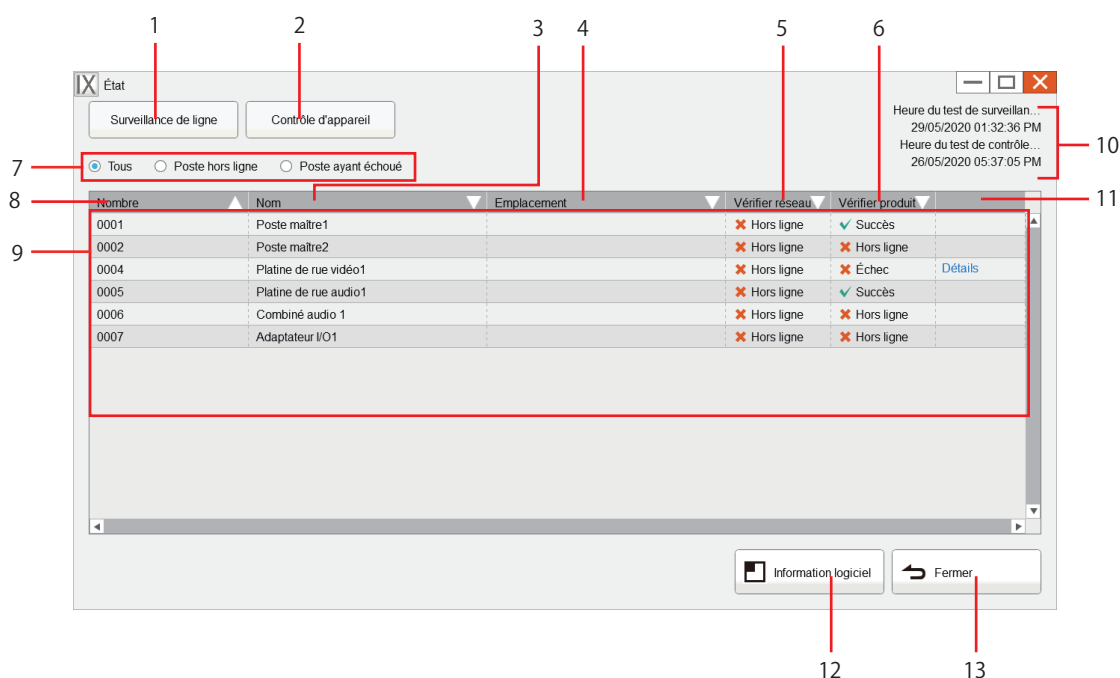 1 2 3 4 5 6
IX État
Surveillance de ligne Contrôle d'appareil
Heure du test de surveillan...
29/05/2020 01:32:36 PM
Heure du test de contrôle...
26/05/2020 05:37:05 PM
10
7 Tous Poste hors ligne Poste ayant échoué
8 Nombre Nom Emplacement Vérifier réseau Vérifier produit 11
9
0001 Poste maître1 Hors ligne Succès
0002 Poste maître2 Hors ligne Hors ligne
0004 Platine de rue vidéo1 Hors ligne Échec Détails
0005 Platine de rue audio1 Hors ligne Succès
0006 Combiné audio 1 Hors ligne Hors ligne
0007 Adaptateur I/O1 Hors ligne Hors ligne
Information logiciel Fermer
12 13